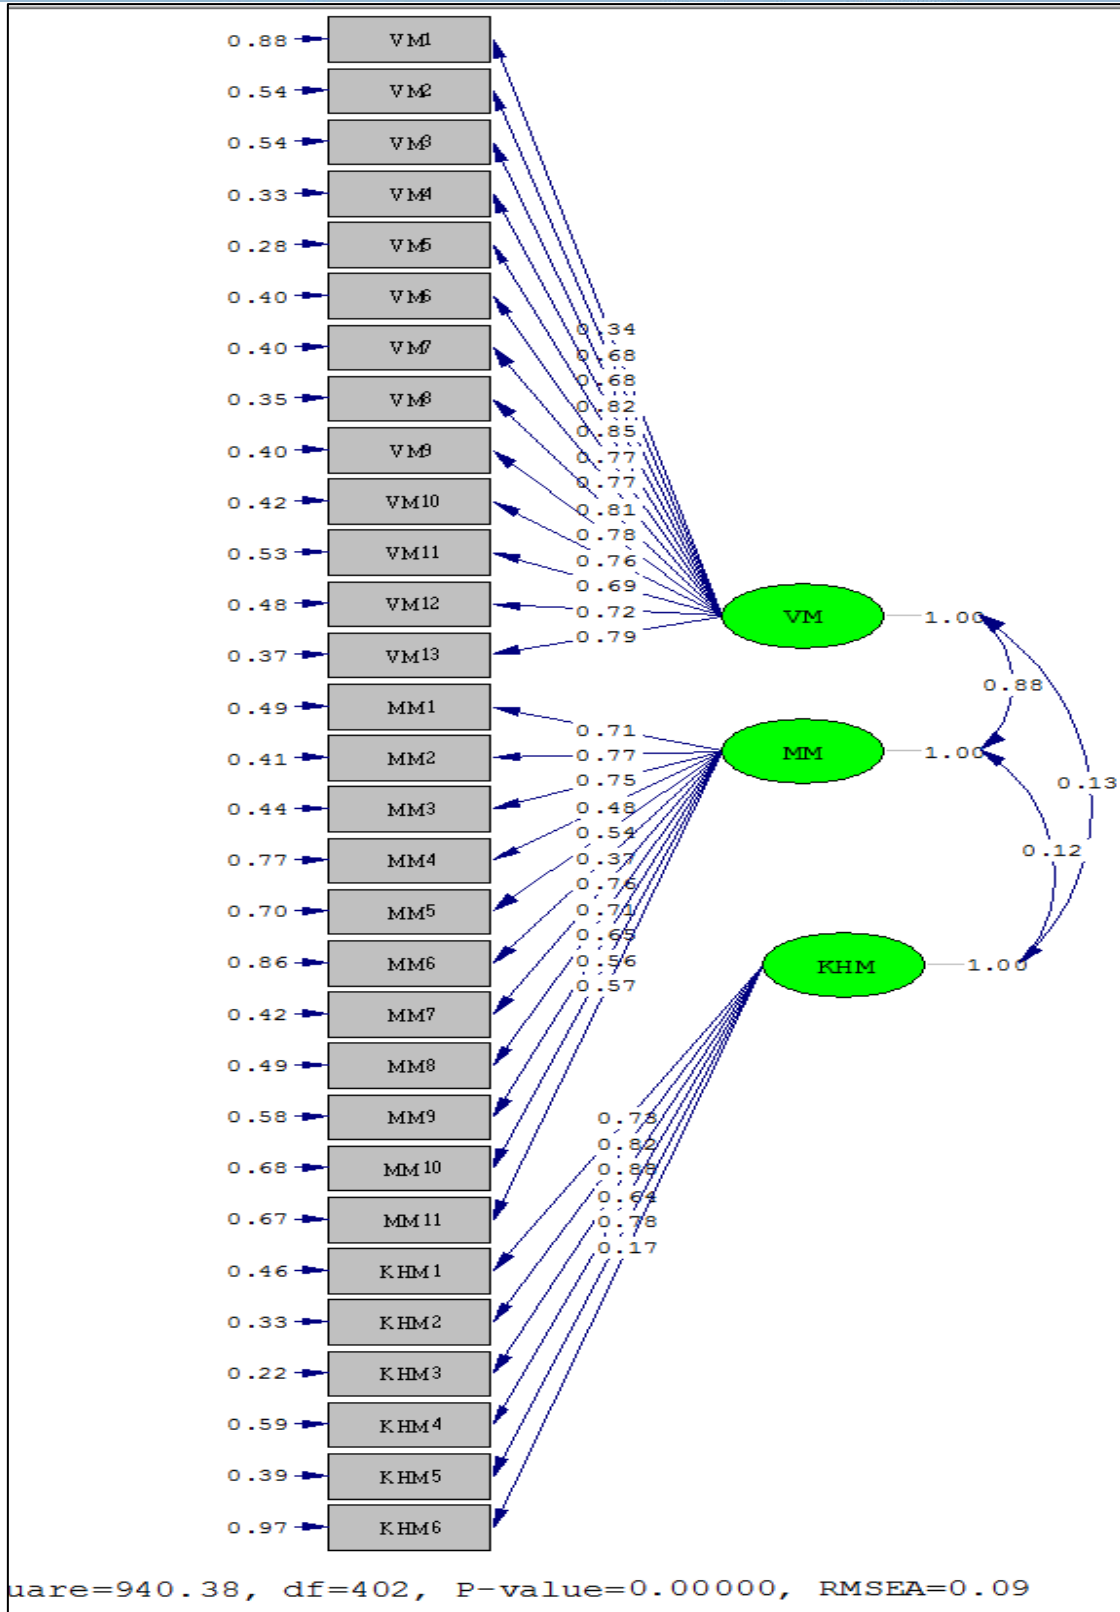 0.88 VM1
0.54 VM2
0.54 VM3
0.33 VM4
0.28 VM5
0.40 VM6
0.40 VM7
0.35 VM8
0.40 VM9
0.42 VM10
0.53 VM11
0.48 VM12
0.37 VM13
0.49 MM1
0.41 MM2
0.44 MM3
0.77 MM4
0.70 MM5
0.86 MM6
0.42 MM7
0.49 MM8
0.58 MM9
0.68 MM10
0.67 MM11
0.46 KHM1
0.33 KHM2
0.22 KHM3
0.59 KHM4
0.39 KHM5
0.97 KHM6
0.34
0.68
0.68
0.82
0.85
0.77
0.77
0.81
0.78
0.76
0.69
0.72
0.79
0.71
0.77
0.75
0.48
0.54
0.37
0.76
0.71
0.65
0.56
0.57
0.73
0.82
0.88
0.64
0.78
0.17
VM 1.00
0.88
MM 1.00
0.13
0.12
KHM 1.00
uare=940.38, df=402, P-value=0.00000, RMSEA=0.09